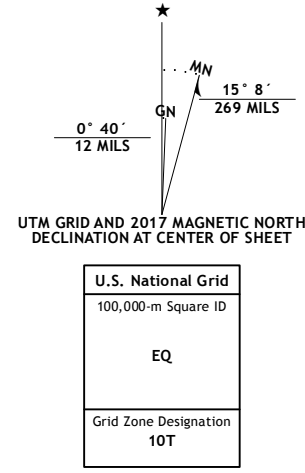 ★
MN
GN
15° 8´
269 MILS
0° 40´
12 MILS
UTM GRID AND 2017 MAGNETIC NORTH
DECLINATION AT CENTER OF SHEET
U.S. National Grid
100,000-m Square ID
EQ
Grid Zone Designation
10T